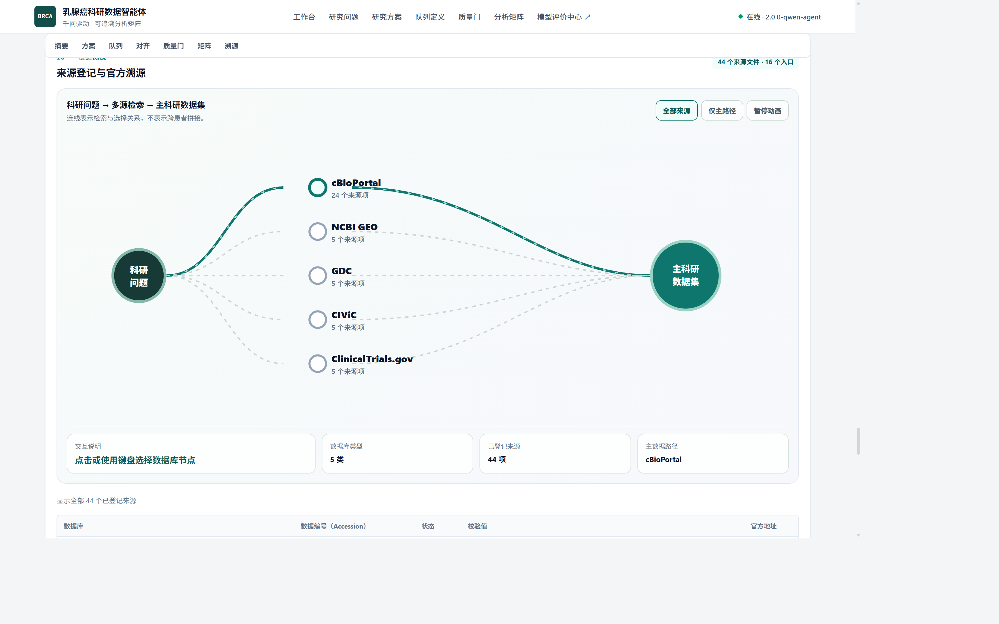 BRCA
乳腺癌科研数据智能体
千问驱动 · 可追溯分析矩阵
工作台
研究问题
研究方案
队列定义
质量门
分析矩阵
模型评价中心 ↗
在线 · 2.0.0-qwen-agent
摘要
方案
队列
对齐
质量门
矩阵
溯源
数据溯源
44 个来源文件 · 16 个入口
来源登记与官方溯源
科研问题 → 多源检索 → 主科研数据集
连线表示检索与选择关系，不表示跨患者拼接。
全部来源
仅主路径
暂停动画
cBioPortal
24 个来源项
NCBI GEO
5 个来源项
GDC
5 个来源项
CIViC
5 个来源项
ClinicalTrials.gov
5 个来源项
科研
问题
主科研
数据集
交互说明
点击或使用键盘选择数据库节点
数据库类型
5 类
已登记来源
44 项
主数据路径
cBioPortal
显示全部 44 个已登记来源
数据库
数据编号（Accession）
状态
校验值
官方地址